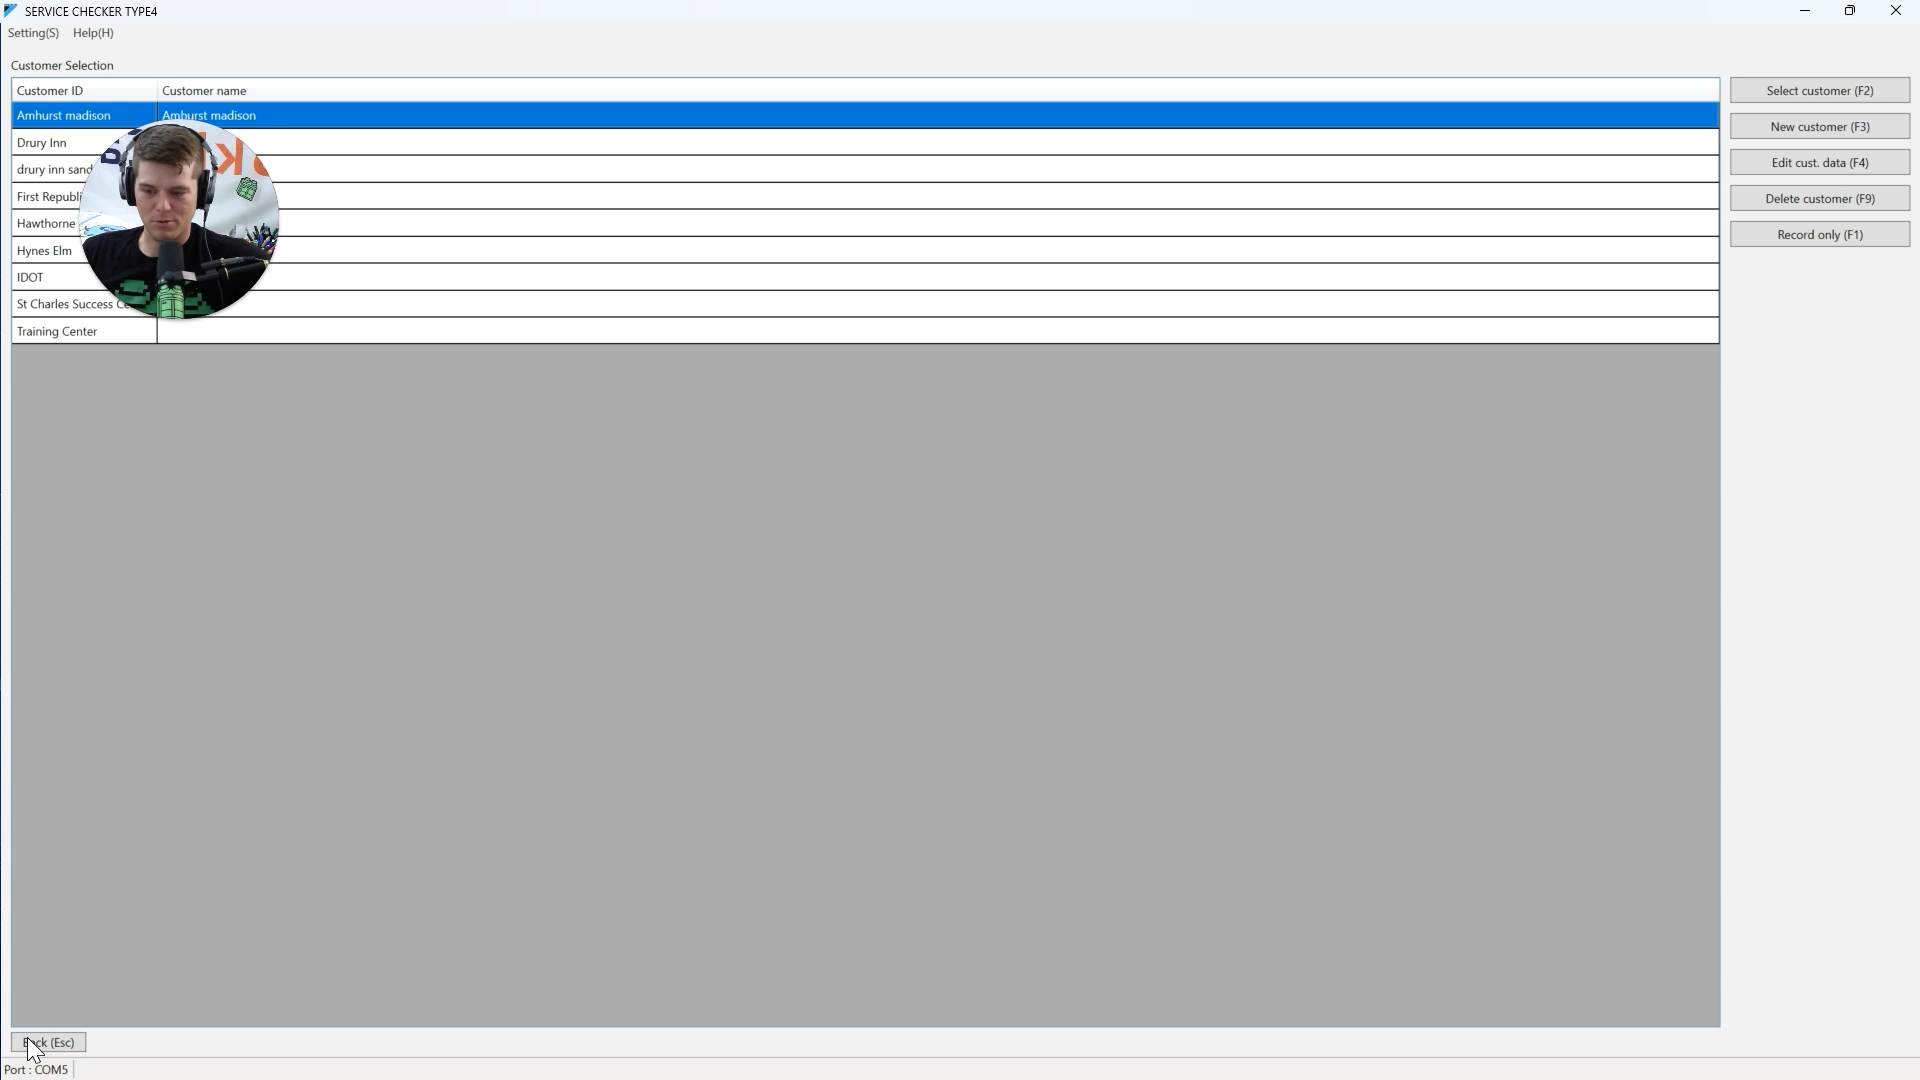 SERVICE CHECKER TYPE4
Setting(S) Help(H)
Customer Selection
Customer ID Customer name
Select customer (F2)
Amhurst madison Amhurst madison
New customer (F3)
Drury Inn
Edit cust. data (F4)
drury inn sand
First Republi
Delete customer (F9)
Hawthorne
Record only (F1)
Hynes Elm
IDOT
St Charles Success
Training Center
(Esc)
Port : COM5